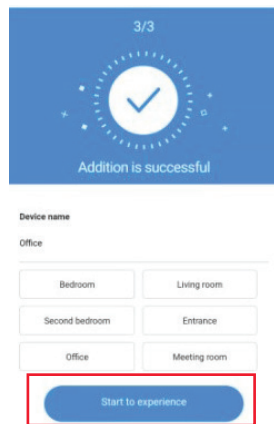 3/3
Addition is successful
Device name
Office
Bedroom Living room
Second bedroom Entrance
Office Meeting room
Start to experience